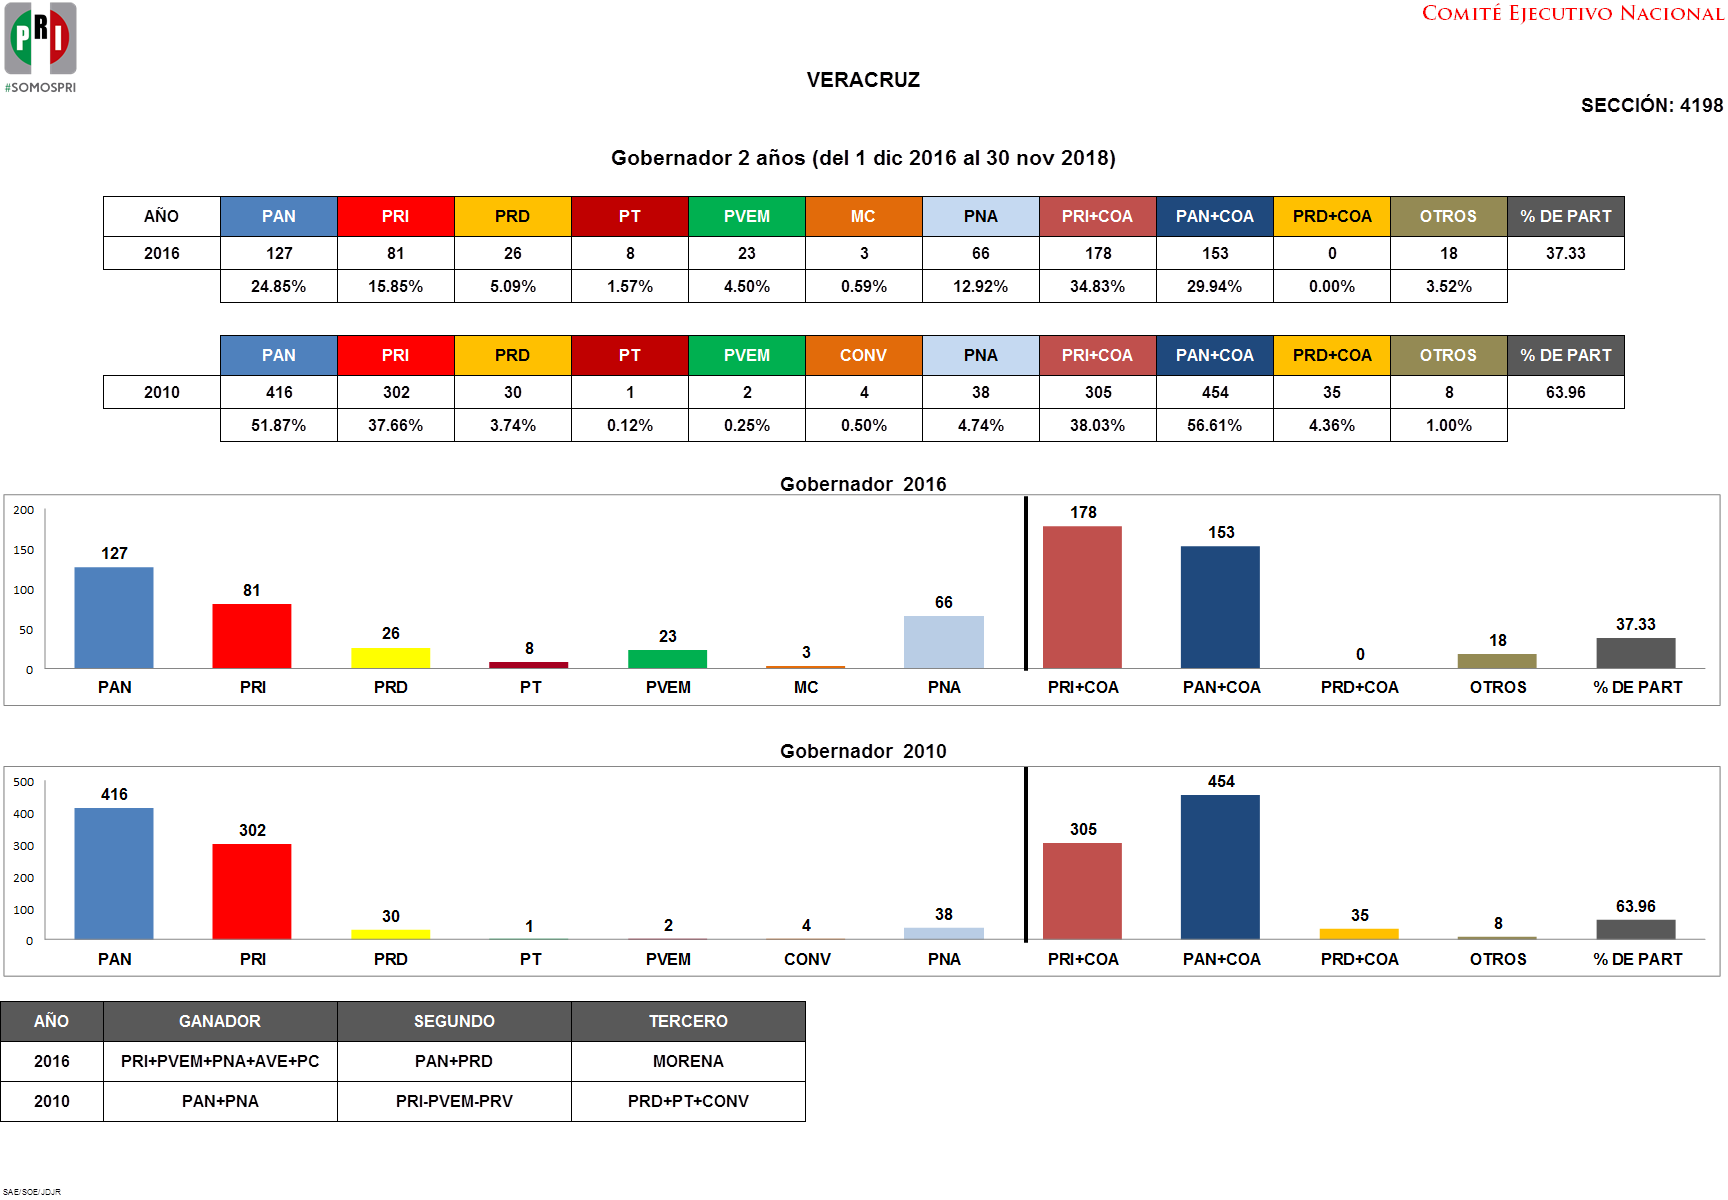 PRI
#SOMOSPRI
COMITÉ EJECUTIVO NACIONAL
VERACRUZ
SECCIÓN: 4198
Gobernador 2 años (del 1 dic 2016 al 30 nov 2018)
AÑO PAN PRI PRD PT PVEM MC PNA PRI+COA PAN+COA PRD+COA OTROS % DE PART
2016 127 81 26 8 23 3 66 178 153 0 18 37.33
24.85% 15.85% 5.09% 1.57% 4.50% 0.59% 12.92% 34.83% 29.94% 0.00% 3.52%
PAN PRI PRD PT PVEM CONV PNA PRI+COA PAN+COA PRD+COA OTROS % DE PART
2010 416 302 30 1 2 4 38 305 454 35 8 63.96
51.87% 37.66% 3.74% 0.12% 0.25% 0.50% 4.74% 38.03% 56.61% 4.36% 1.00%
Gobernador 2016
200
150
100
50
0
127 81 26 8 23 3 66 178 153 0 18 37.33
PAN PRI PRD PT PVEM MC PNA PRI+COA PAN+COA PRD+COA OTROS % DE PART
Gobernador 2010
500
400
300
200
100
0
416 302 30 1 2 4 38 305 454 35 8 63.96
PAN PRI PRD PT PVEM CONV PNA PRI+COA PAN+COA PRD+COA OTROS % DE PART
AÑO GANADOR SEGUNDO TERCERO
2016 PRI+PVEM+PNA+AVE+PC PAN+PRD MORENA
2010 PAN+PNA PRI-PVEM-PRV PRD+PT+CONV
SAE/SOE/JDJR